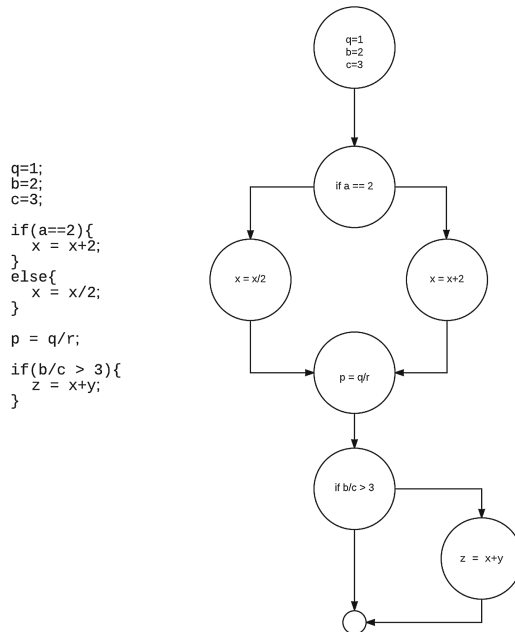 q=1;
b=2;
c=3;
if(a==2){
x = x+2;
}
else{
x = x/2;
}
p = q/r;
if(b/c > 3){
z = x+y;
}
q=1
b=2
c=3
if a == 2
x = x/2
x = x+2
p = q/r
if b/c > 3
z = x+y